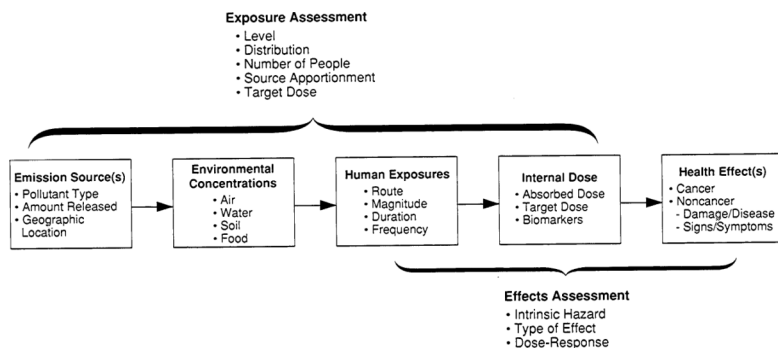 Exposure Assessment
• Level
• Distribution
• Number of People
• Source Apportionment
• Target Dose
Emission Source(s)
• Pollutant Type
• Amount Released
• Geographic
Location
Environmental
Concentrations
• Air
• Water
• Soil
• Food
Human Exposures
• Route
• Magnitude
• Duration
• Frequency
Internal Dose
• Absorbed Dose
• Target Dose
• Biomarkers
Health Effect(s)
• Cancer
• Noncancer
- Damage/Disease
- Signs/Symptoms
Effects Assessment
• Intrinsic Hazard
• Type of Effect
• Dose-Response